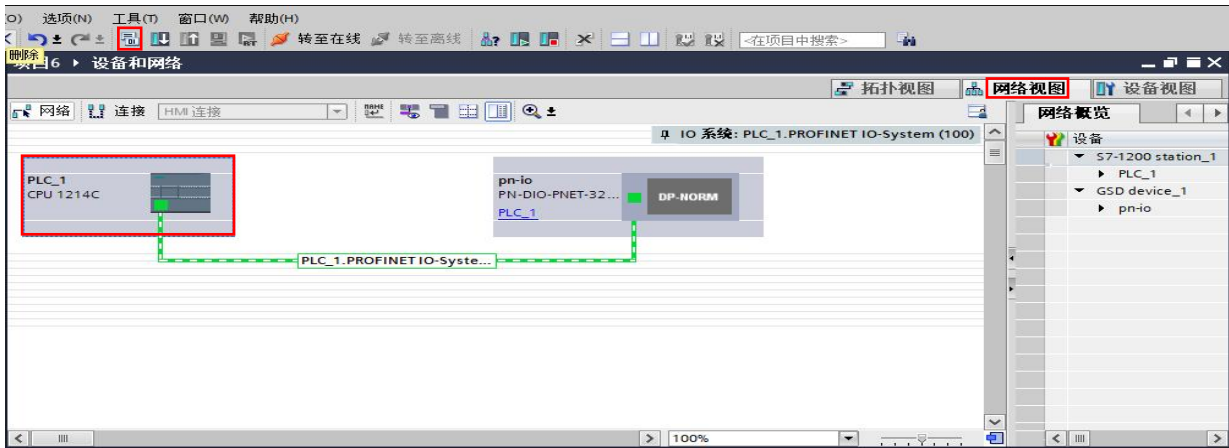 O) 选项(N) 工具(T) 窗口(W) 帮助(H)
转至在线 转至离线 <在项目中搜索>
删除
项目6 ▸ 设备和网络
拓扑视图 网络视图 设备视图
网络 连接 HMI 连接
网络概览
IO 系统: PLC_1.PROFINET IO-System (100)
设备
S7-1200 station_1
PLC_1
GSD device_1
pn-io
PLC_1
CPU 1214C
pn-io
PN-DIO-PNET-32...
PLC_1
DP-NORM
PLC_1.PROFINET IO-Syste...
100%